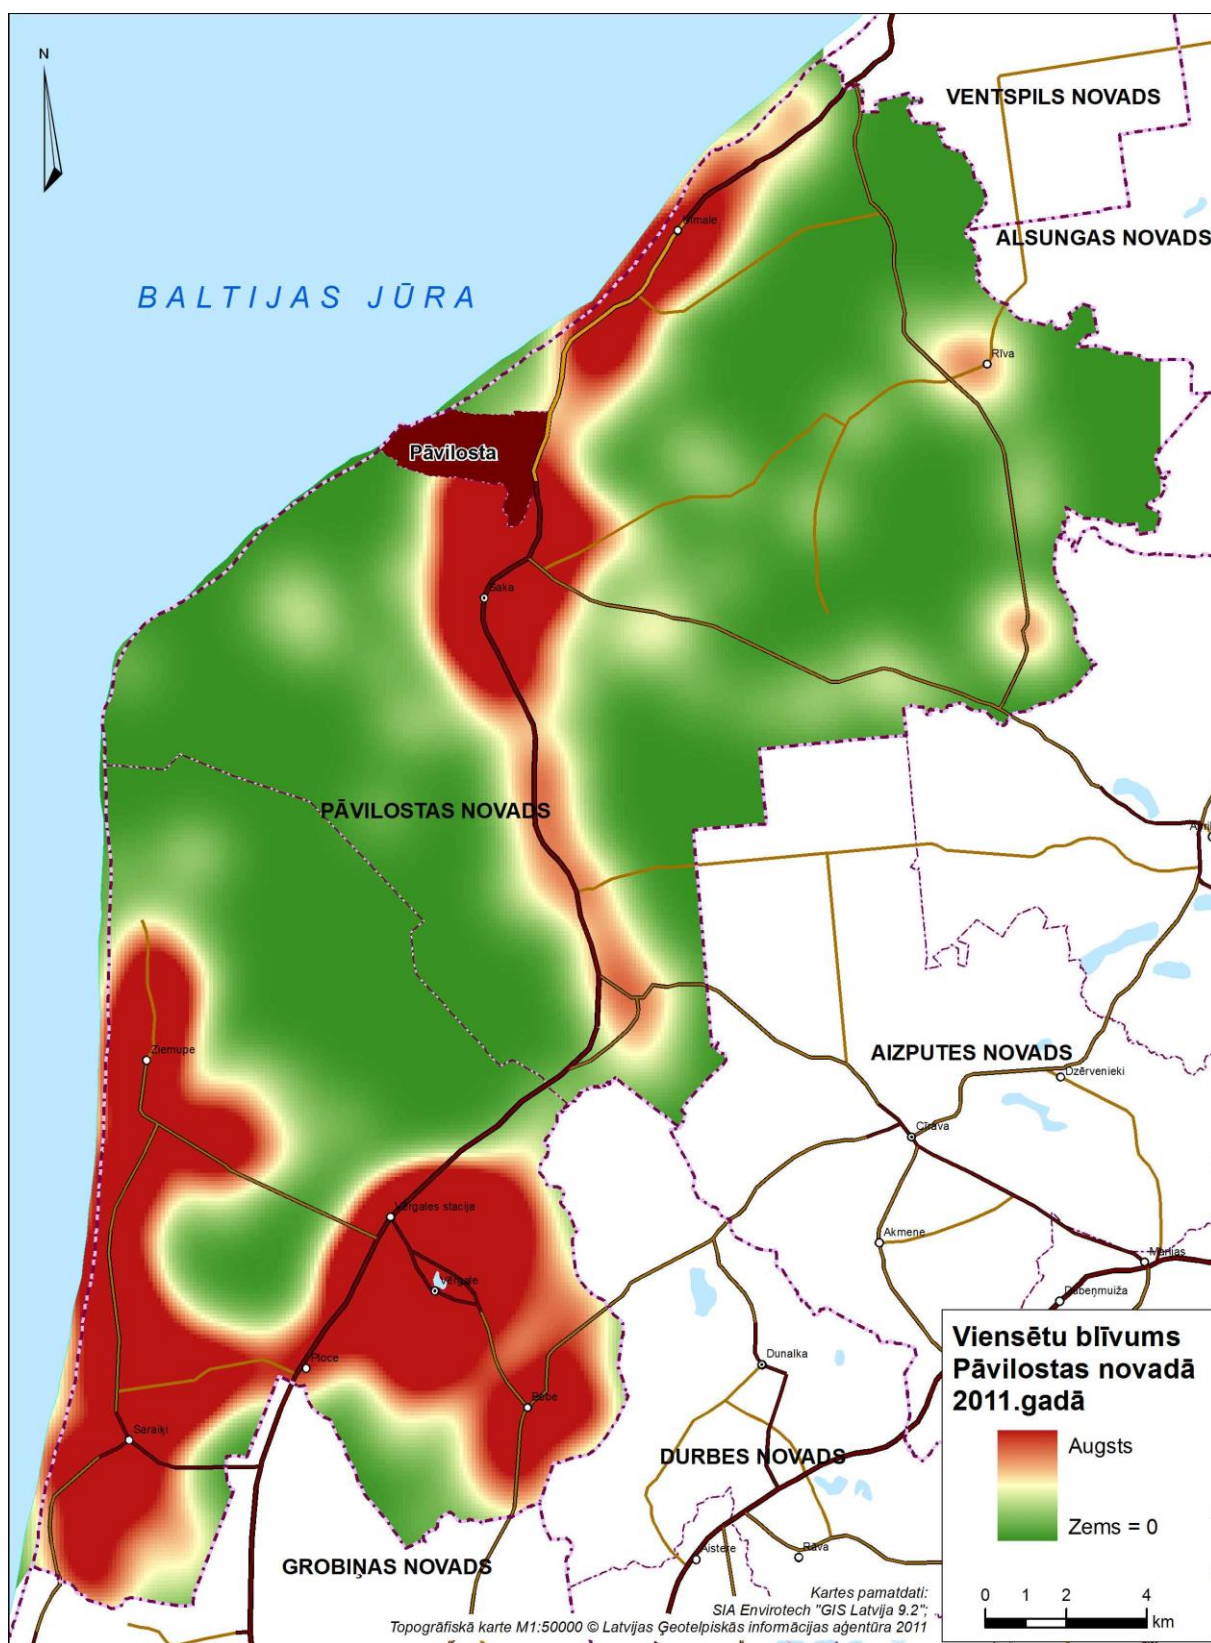 N
VENTSPILS NOVADS
ALSUNGAS NOVADS
BALTIJAS JŪRA
Rīva
Pāvilosta
Saka
PĀVILOSTAS NOVADS
AIZPUTES NOVADS
Ziemupe
Dzērvenieki
Cīrava
Vērgales stacija
Akmene
Marijas
Vērgale
Dubeņmuiža
Ploce
Dunalka
Bebe
Saraiķi
DURBES NOVADS
Aistere
Rāva
GROBIŅAS NOVADS
Viensētu blīvums
Pāvilostas novadā
2011.gadā
Augsts
Zems = 0
0 1 2 4
km
Kartes pamatdati:
SIA Envirotech "GIS Latvija 9.2";
Topogrāfiskā karte M1:50000 © Latvijas Ģeotelpiskās informācijas aģentūra 2011